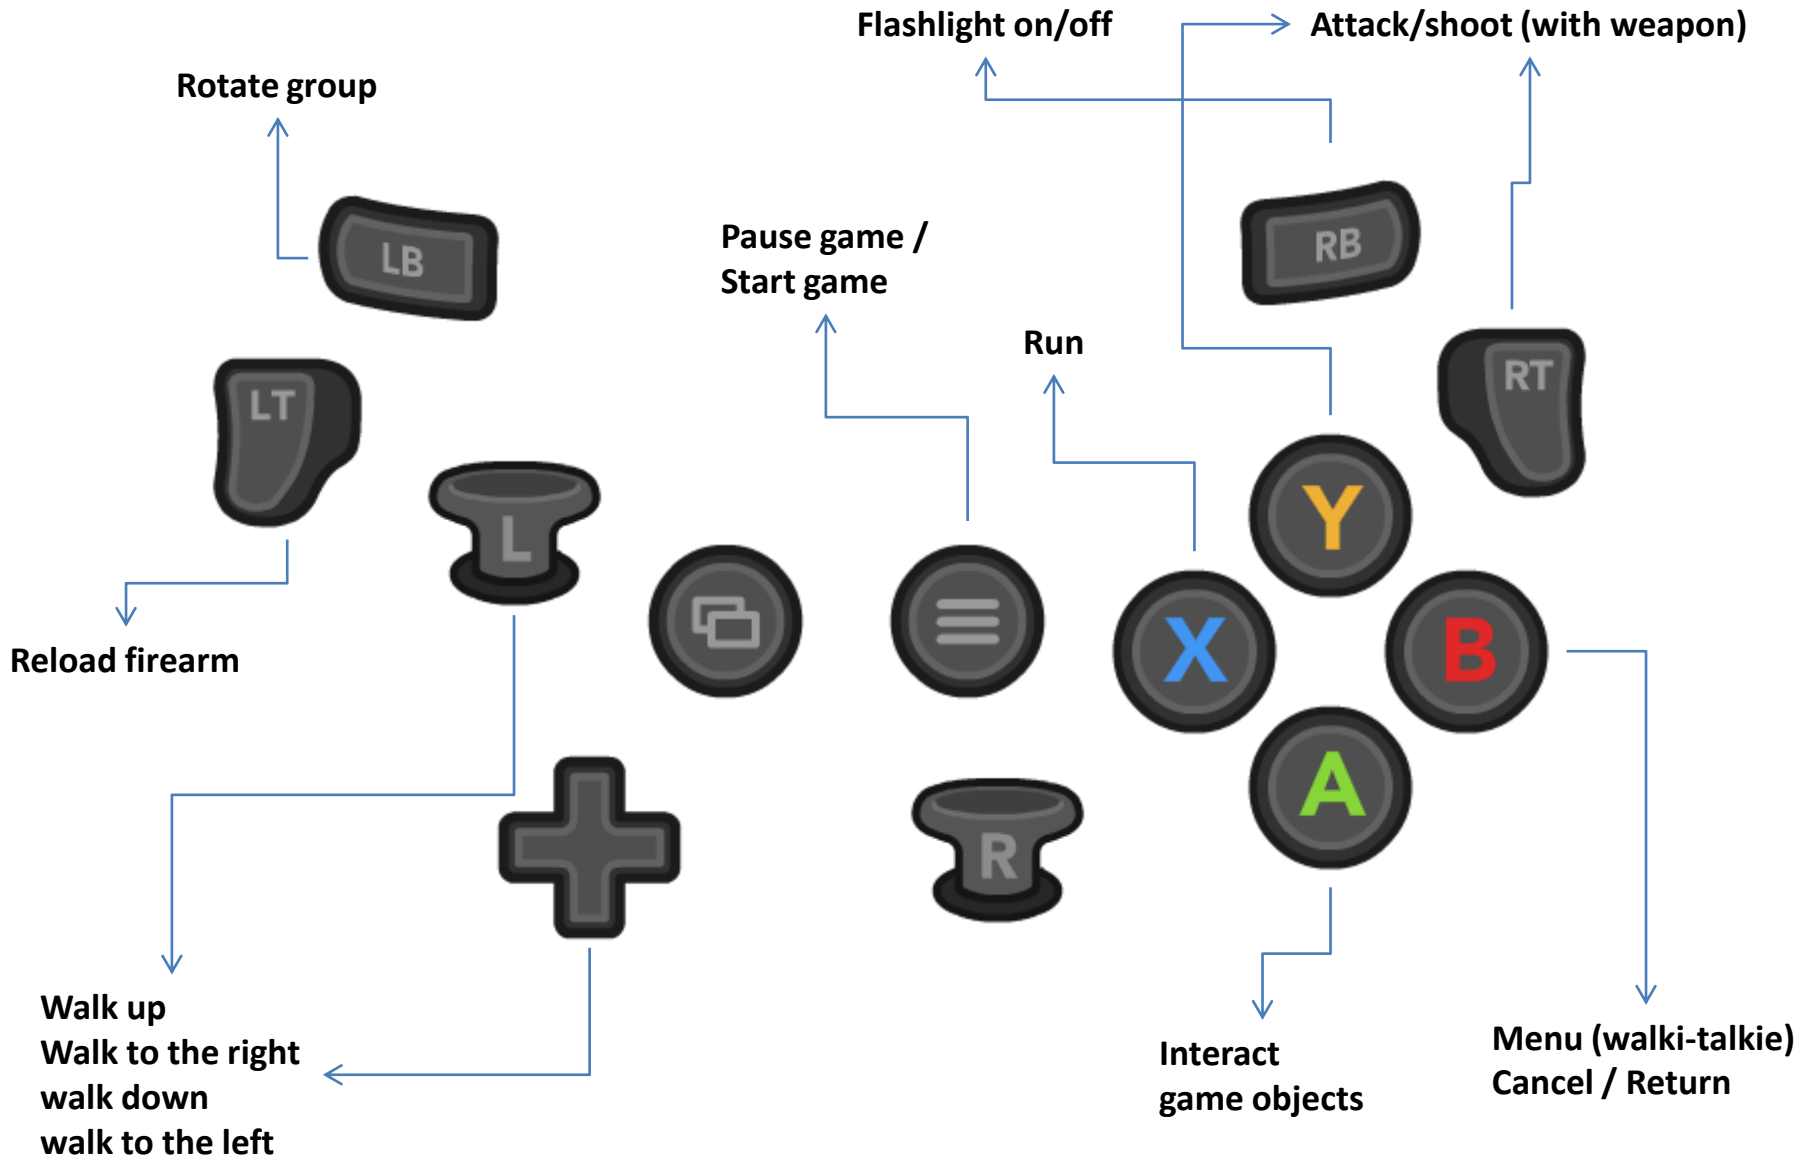 Flashlight on/off
Attack/shoot (with weapon)
Rotate group
LB
RB
Pause game /
Start game
Run
LT
RT
L
Y
X
B
Reload firearm
A
R
Walk up
Walk to the right
walk down
walk to the left
Interact
game objects
Menu (walki-talkie)
Cancel / Return